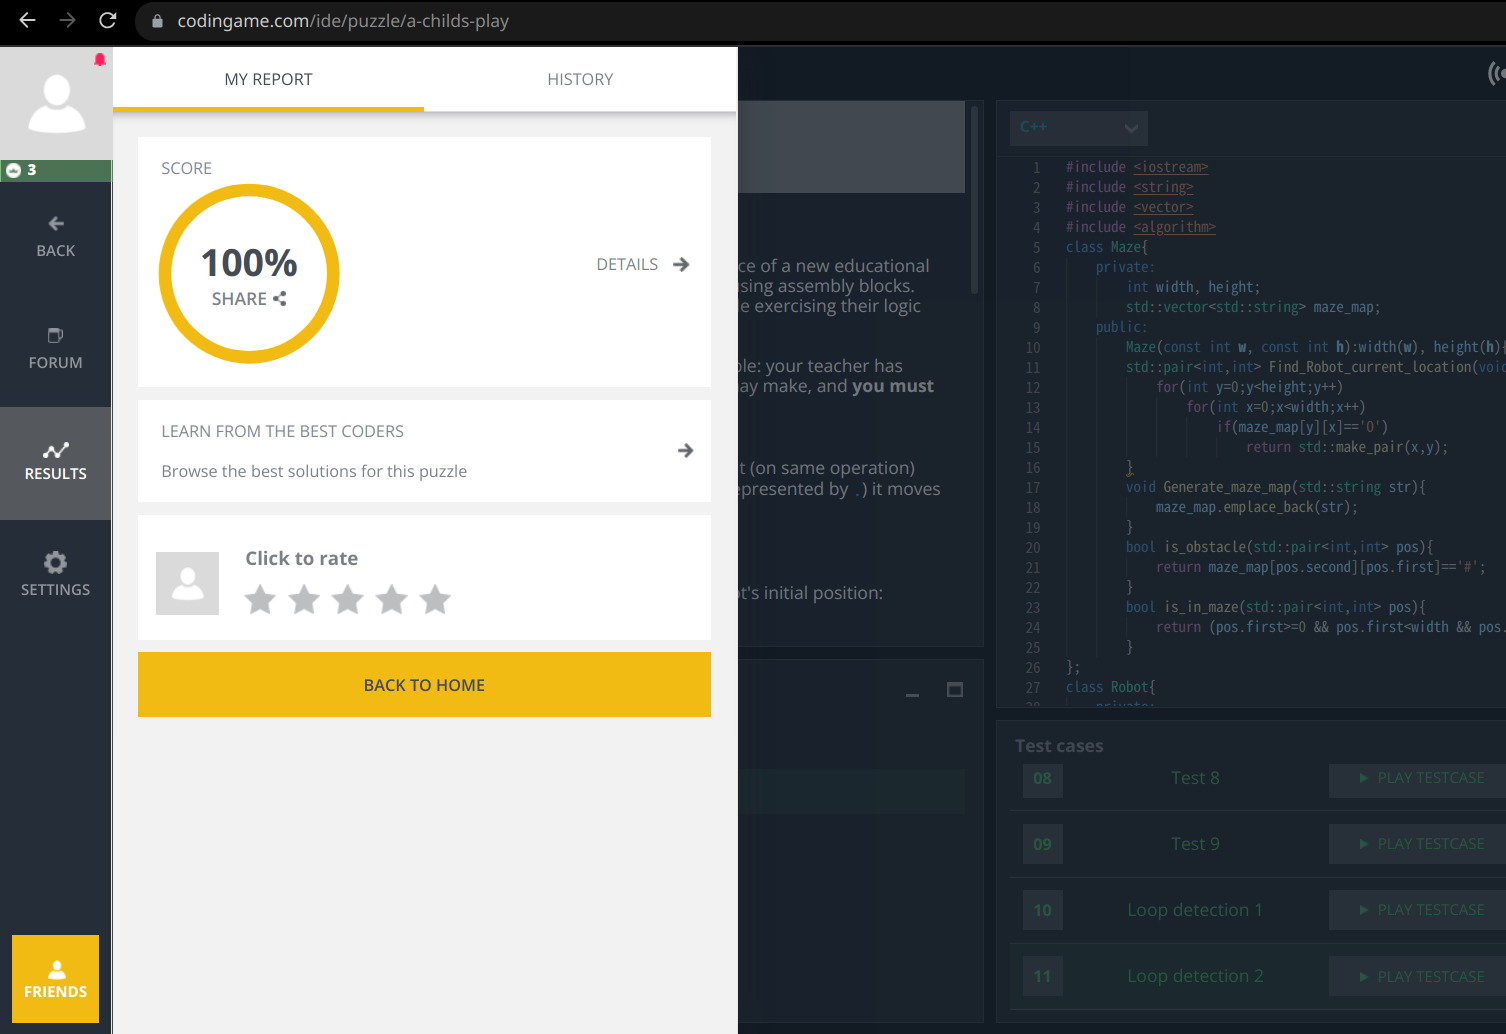 codingame.com/ide/puzzle/a-childs-play
3
BACK
FORUM
RESULTS
SETTINGS
FRIENDS
MY REPORT
HISTORY
SCORE
100%
SHARE
DETAILS
LEARN FROM THE BEST CODERS
Browse the best solutions for this puzzle
Click to rate
BACK TO HOME
ce of a new educational
using assembly blocks.
le exercising their logic
ple: your teacher has
ay make, and you must
t (on same operation)
epresented by .) it moves
ot's initial position:
C++
1 #include <iostream>
2 #include <string>
3 #include <vector>
4 #include <algorithm>
5 class Maze{
6 private:
7 int width, height;
8 std::vector<std::string> maze_map;
9 public:
10 Maze(const int w, const int h):width(w), height(h){
11 std::pair<int,int> Find_Robot_current_location(void
12 for(int y=0;y<height;y++)
13 for(int x=0;x<width;x++)
14 if(maze_map[y][x]=='O')
15 return std::make_pair(x,y);
16 }
17 void Generate_maze_map(std::string str){
18 maze_map.emplace_back(str);
19 }
20 bool is_obstacle(std::pair<int,int> pos){
21 return maze_map[pos.second][pos.first]=='#';
22 }
23 bool is_in_maze(std::pair<int,int> pos){
24 return (pos.first>=0 && pos.first<width && pos.
25 }
26 };
27 class Robot{
28 private:
Test cases
08 Test 8 PLAY TESTCASE
09 Test 9 PLAY TESTCASE
10 Loop detection 1 PLAY TESTCASE
11 Loop detection 2 PLAY TESTCASE